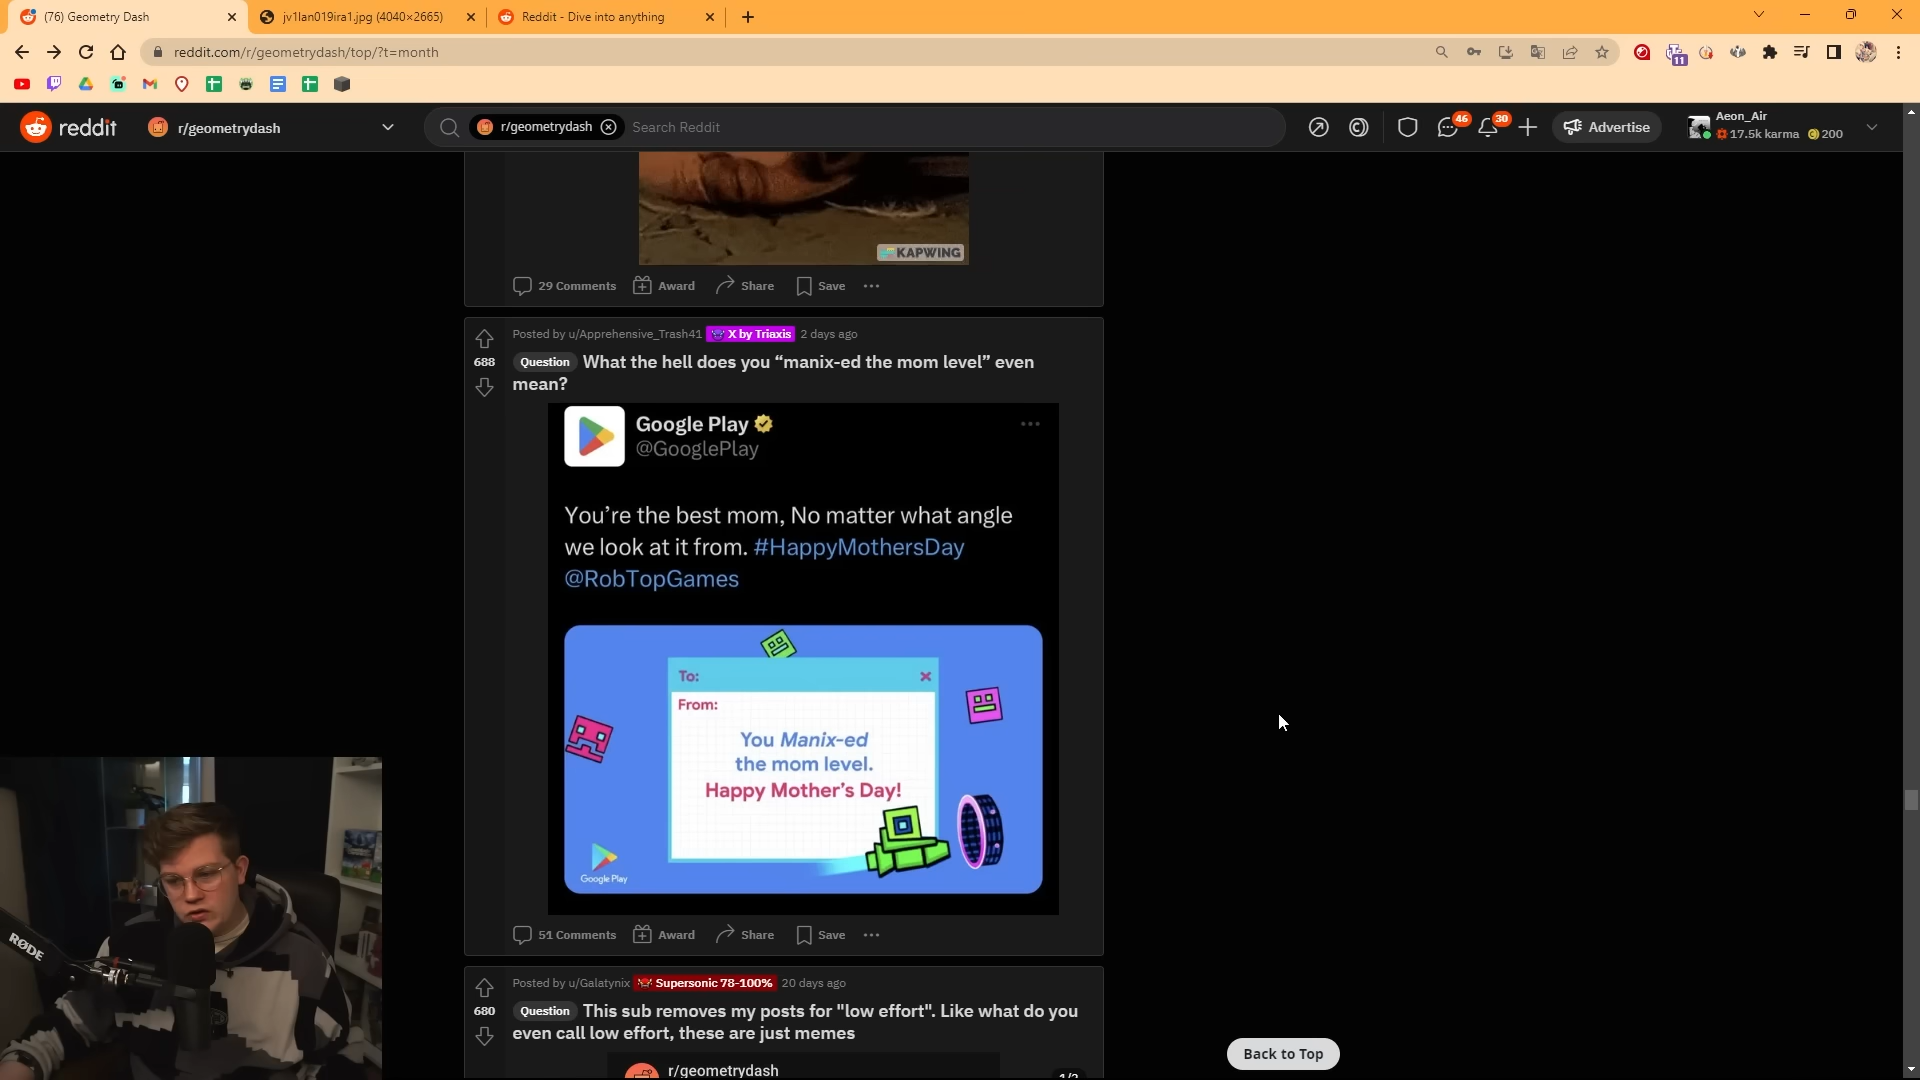 (76) Geometry Dash
jv1lan019ira1.jpg (4040×2665)
Reddit - Dive into anything
reddit.com/r/geometrydash/top/?t=month
11
reddit
r/geometrydash
r/geometrydash
Search Reddit
46
30
Advertise
Aeon_Air
17.5k karma
200
KAPWING
29 Comments
Award
Share
Save
Posted by u/Apprehensive_Trash41
X by Triaxis
2 days ago
688
Question
What the hell does you “manix-ed the mom level” even
mean?
Google Play
@GooglePlay
You’re the best mom, No matter what angle
we look at it from. #HappyMothersDay
@RobTopGames
To:
From:
You Manix-ed
the mom level.
Happy Mother’s Day!
Google Play
51 Comments
Award
Share
Save
Posted by u/Galatynix
Supersonic 78-100%
20 days ago
680
Question
This sub removes my posts for "low effort". Like what do you
even call low effort, these are just memes
r/geometrydash
1/2
Back to Top
RØDE